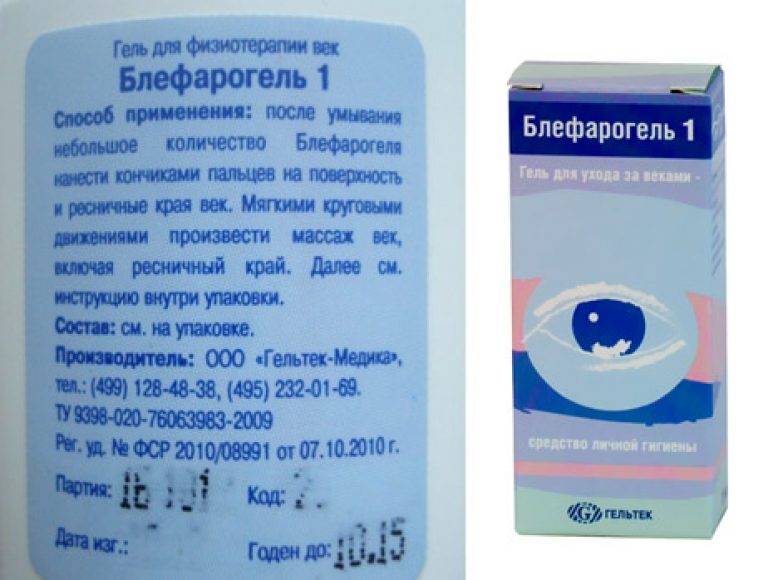 Гель для физиотерапии век
Блефарогель 1
Способ применения: после умывания
небольшое количество Блефарогеля
нанести кончиками пальцев на поверхность
и ресничные края век. Мягкими круговыми
движениями произвести массаж век,
включая ресничный край. Далее см.
инструкцию внутри упаковки.
Состав: см. на упаковке.
Производитель: ООО «Гельтек-Медика»,
тел.: (499) 128-48-38, (495) 232-01-69.
ТУ 9398-020-76063983-2009
Рег. уд. № ФСР 2010/08991 от 07.10.2010 г.
Партия: Код:
Дата изг.: Годен до: 10.15
Блефарогель 1
Гель для ухода за веками -
средство личной гигиены
ГЕЛЬТЕК